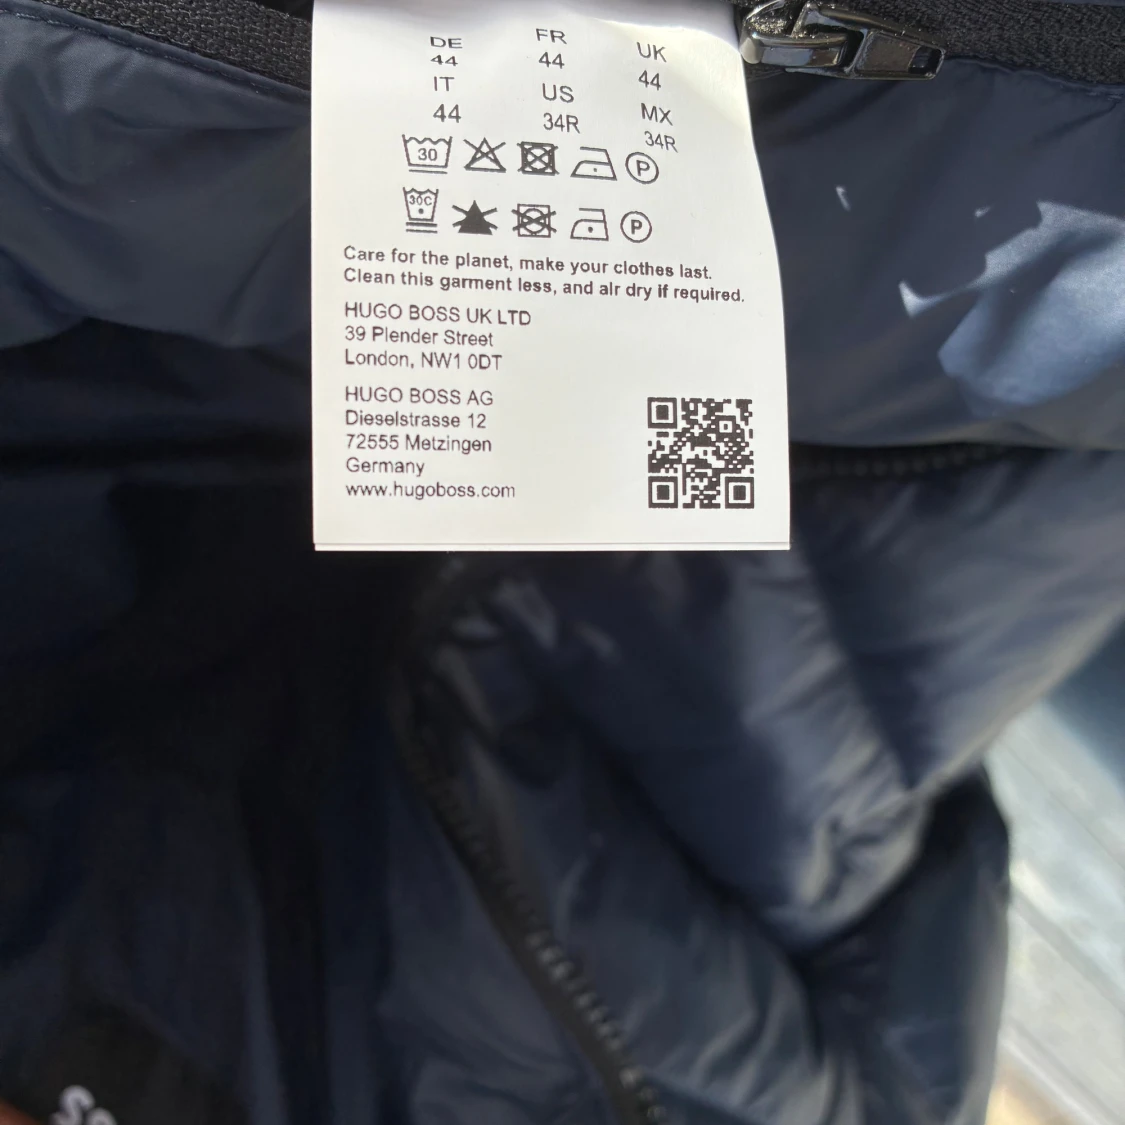 DE FR UK
44 44 44
IT US MX
44 34R 34R
30 P
30C P
Care for the planet, make your clothes last.
Clean this garment less, and air dry if required.
HUGO BOSS UK LTD
39 Plender Street
London, NW1 0DT
HUGO BOSS AG
Dieselstrasse 12
72555 Metzingen
Germany
www.hugoboss.com